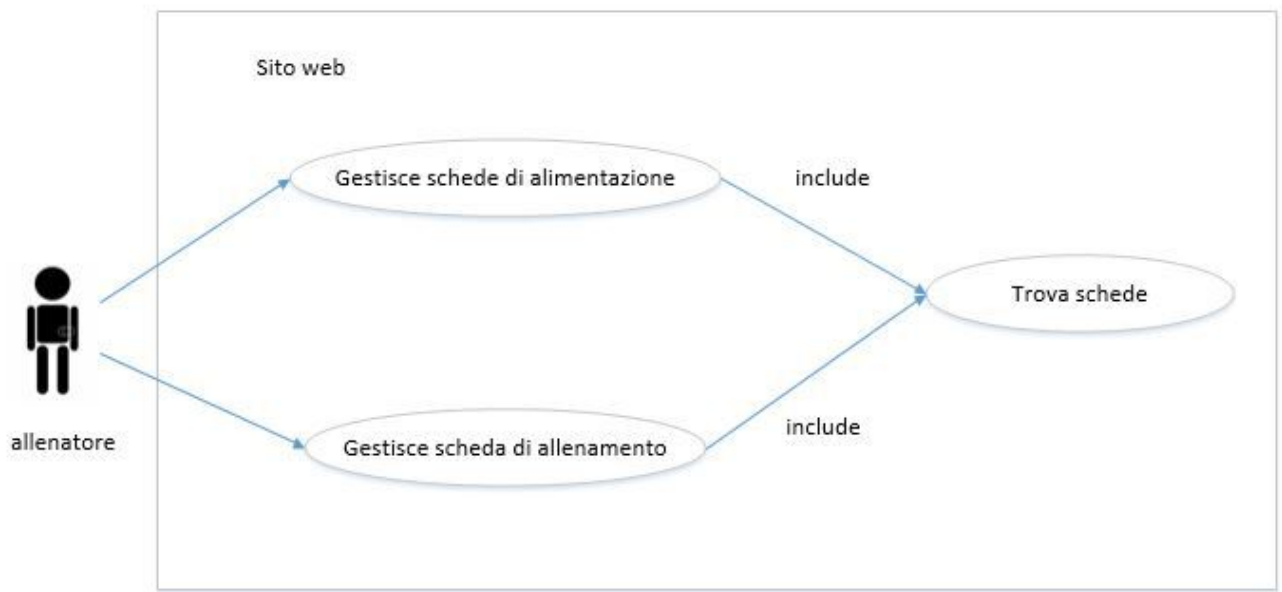 Sito web
Gestisce schede di alimentazione
include
Trova schede
allenatore
include
Gestisce scheda di allenamento